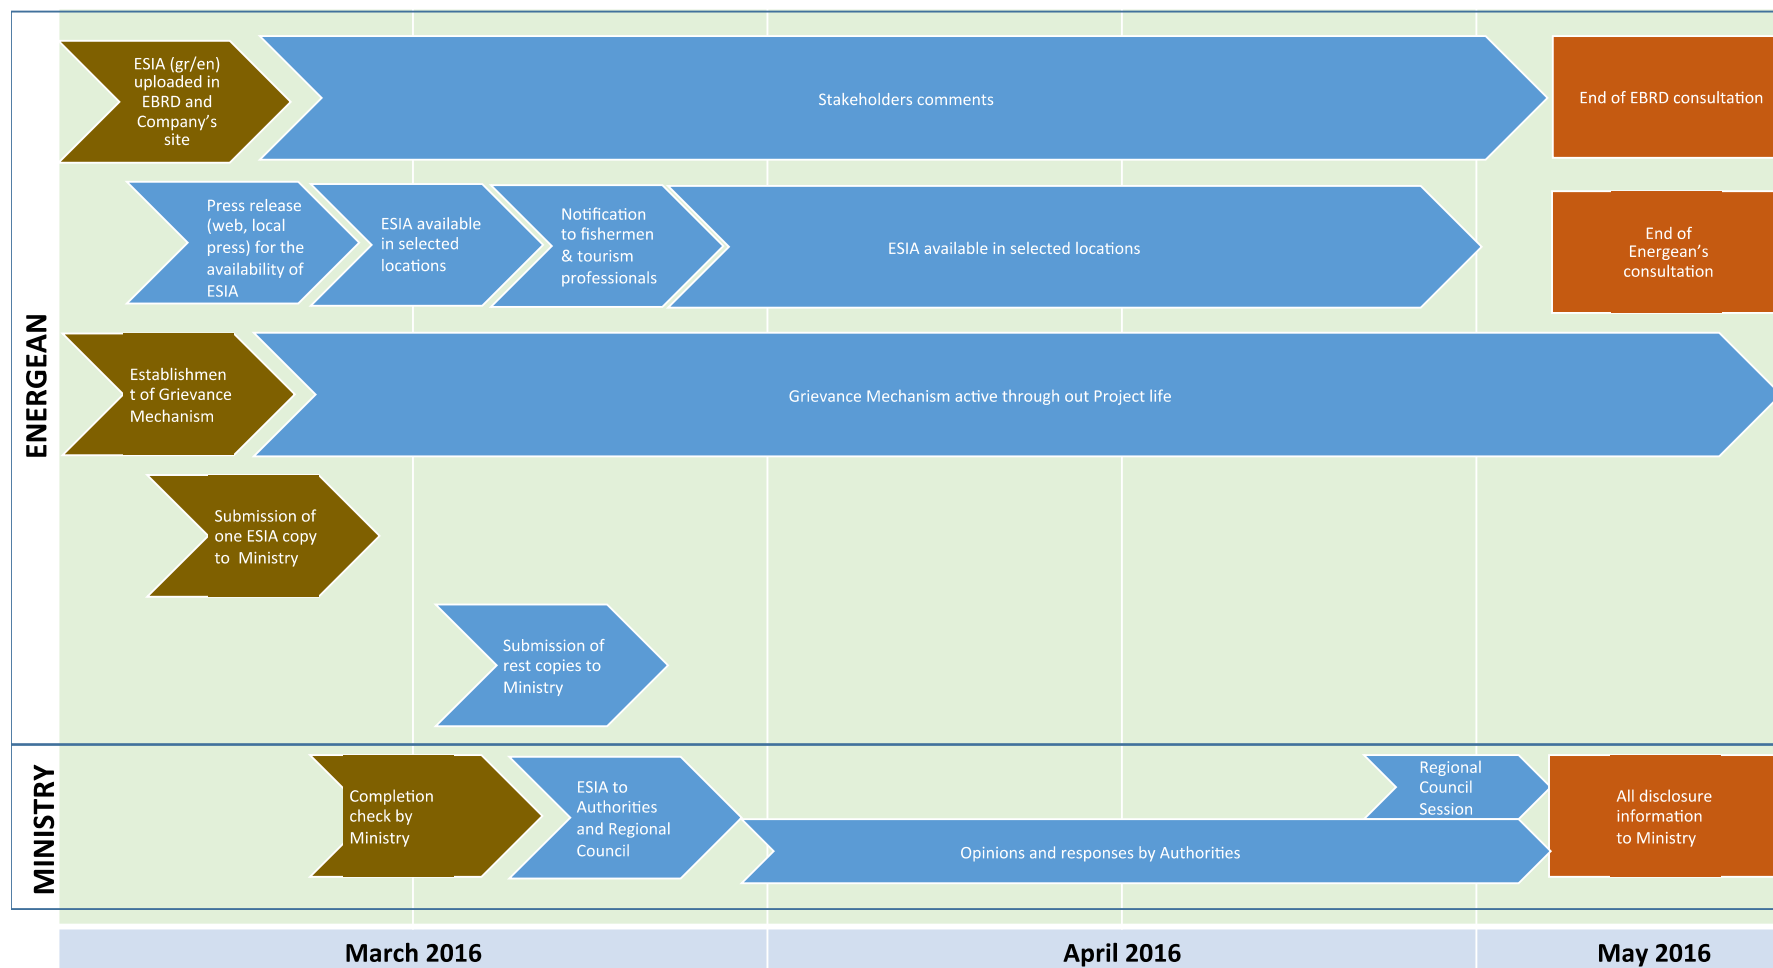 ENERGEAN
ESIA (gr/en)
uploaded in
EBRD and
Company's
site
Stakeholders comments
End of EBRD consultation
Press release
(web, local
press) for the
availability of
ESIA
ESIA available
in selected
locations
Notification
to fishermen
& tourism
professionals
ESIA available in selected locations
End of
Energean's
consultation
Establishmen
t of Grievance
Mechanism
Grievance Mechanism active through out Project life
Submission of
one ESIA copy
to Ministry
Submission of
rest copies to
Ministry
MINISTRY
Completion
check by
Ministry
ESIA to
Authorities
and Regional
Council
Regional
Council
Session
Opinions and responses by Authorities
All disclosure
information
to Ministry
March 2016
April 2016
May 2016